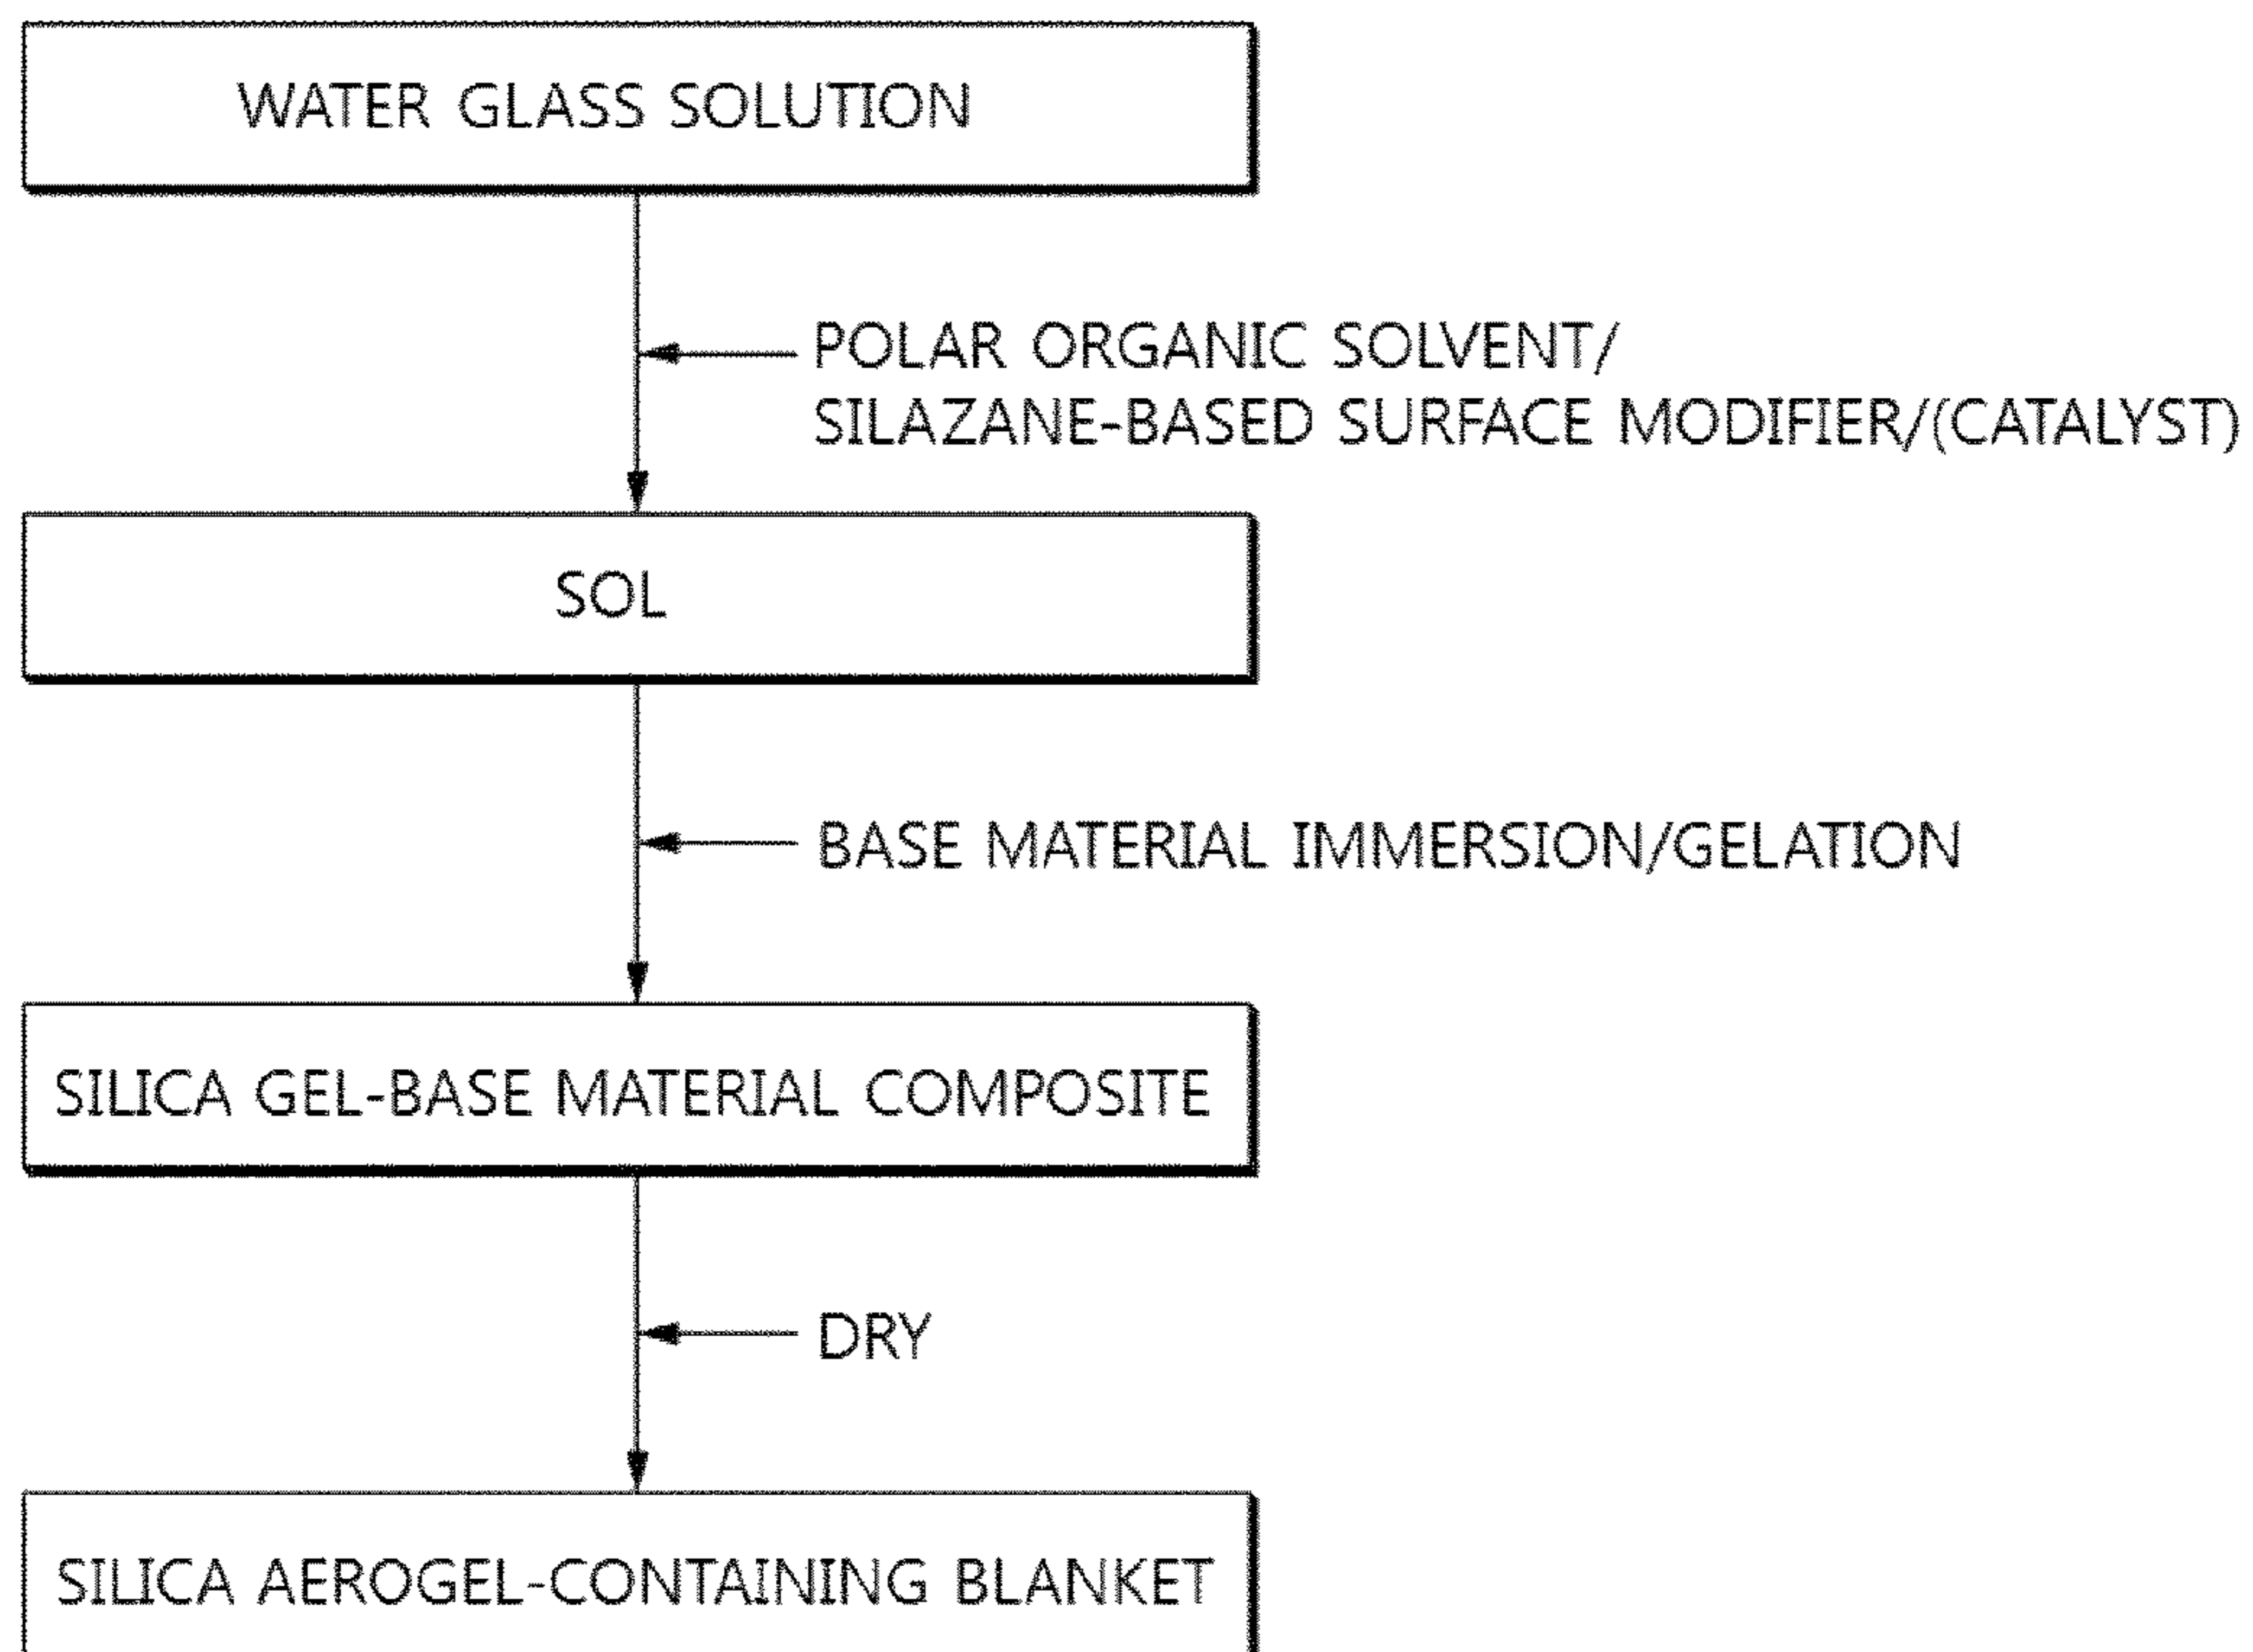 WATER GLASS SOLUTION
POLAR ORGANIC SOLVENT/
SILAZANE-BASED SURFACE MODIFIER/(CATALYST)
SOL
BASE MATERIAL IMMERSION/GELATION
SILICA GEL-BASE MATERIAL COMPOSITE
DRY
SILICA AEROGEL-CONTAINING BLANKET